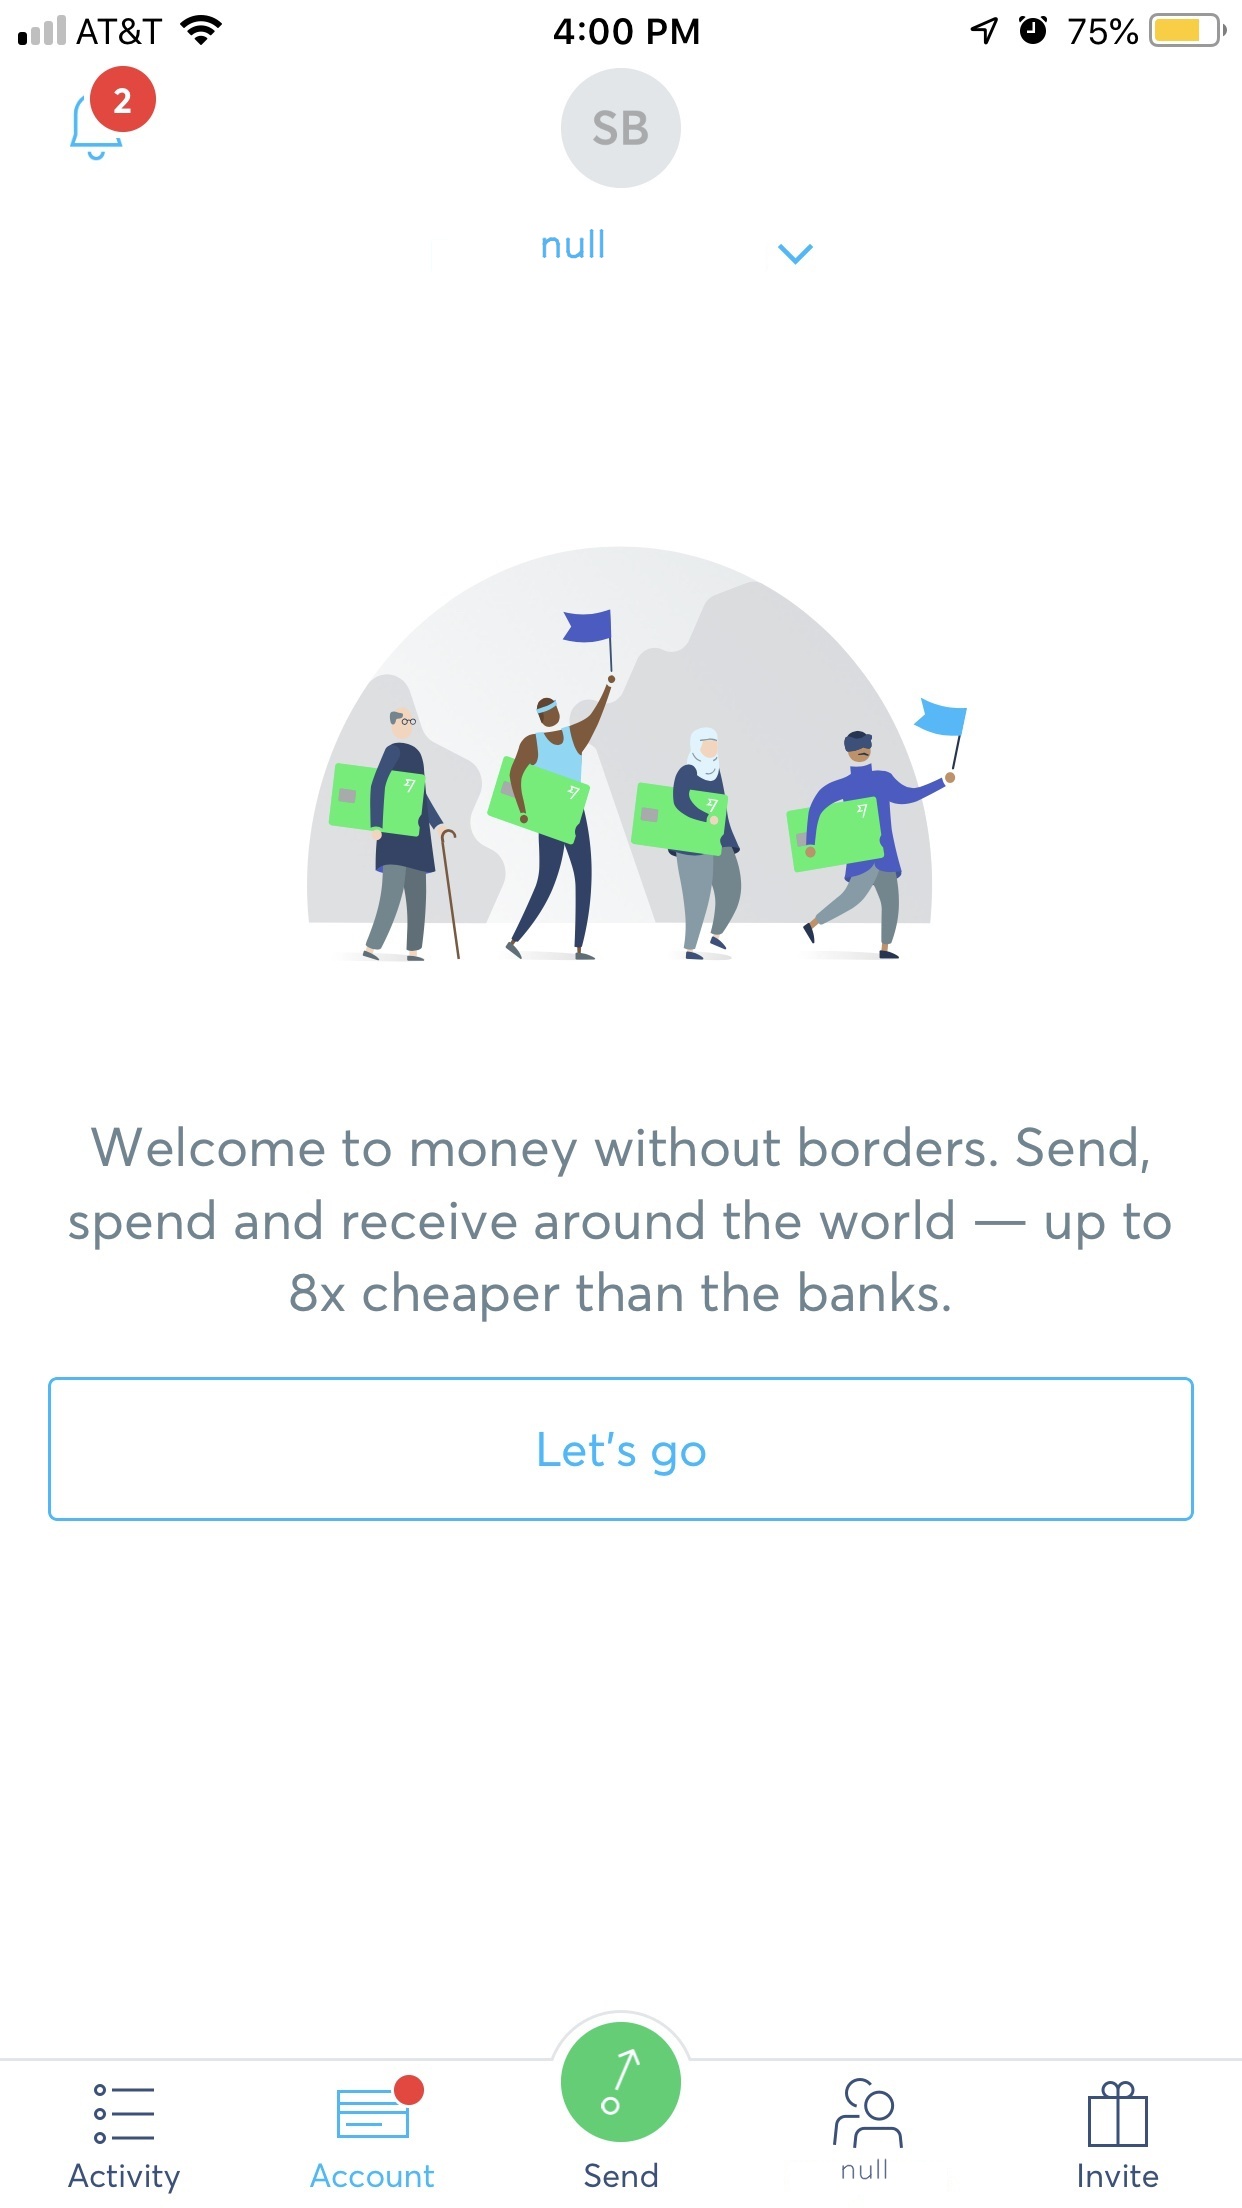 AT&T 4:00 PM 75%
2
SB
null
Welcome to money without borders. Send,
spend and receive around the world — up to
8x cheaper than the banks.
Let's go
Activity Account Send null Invite